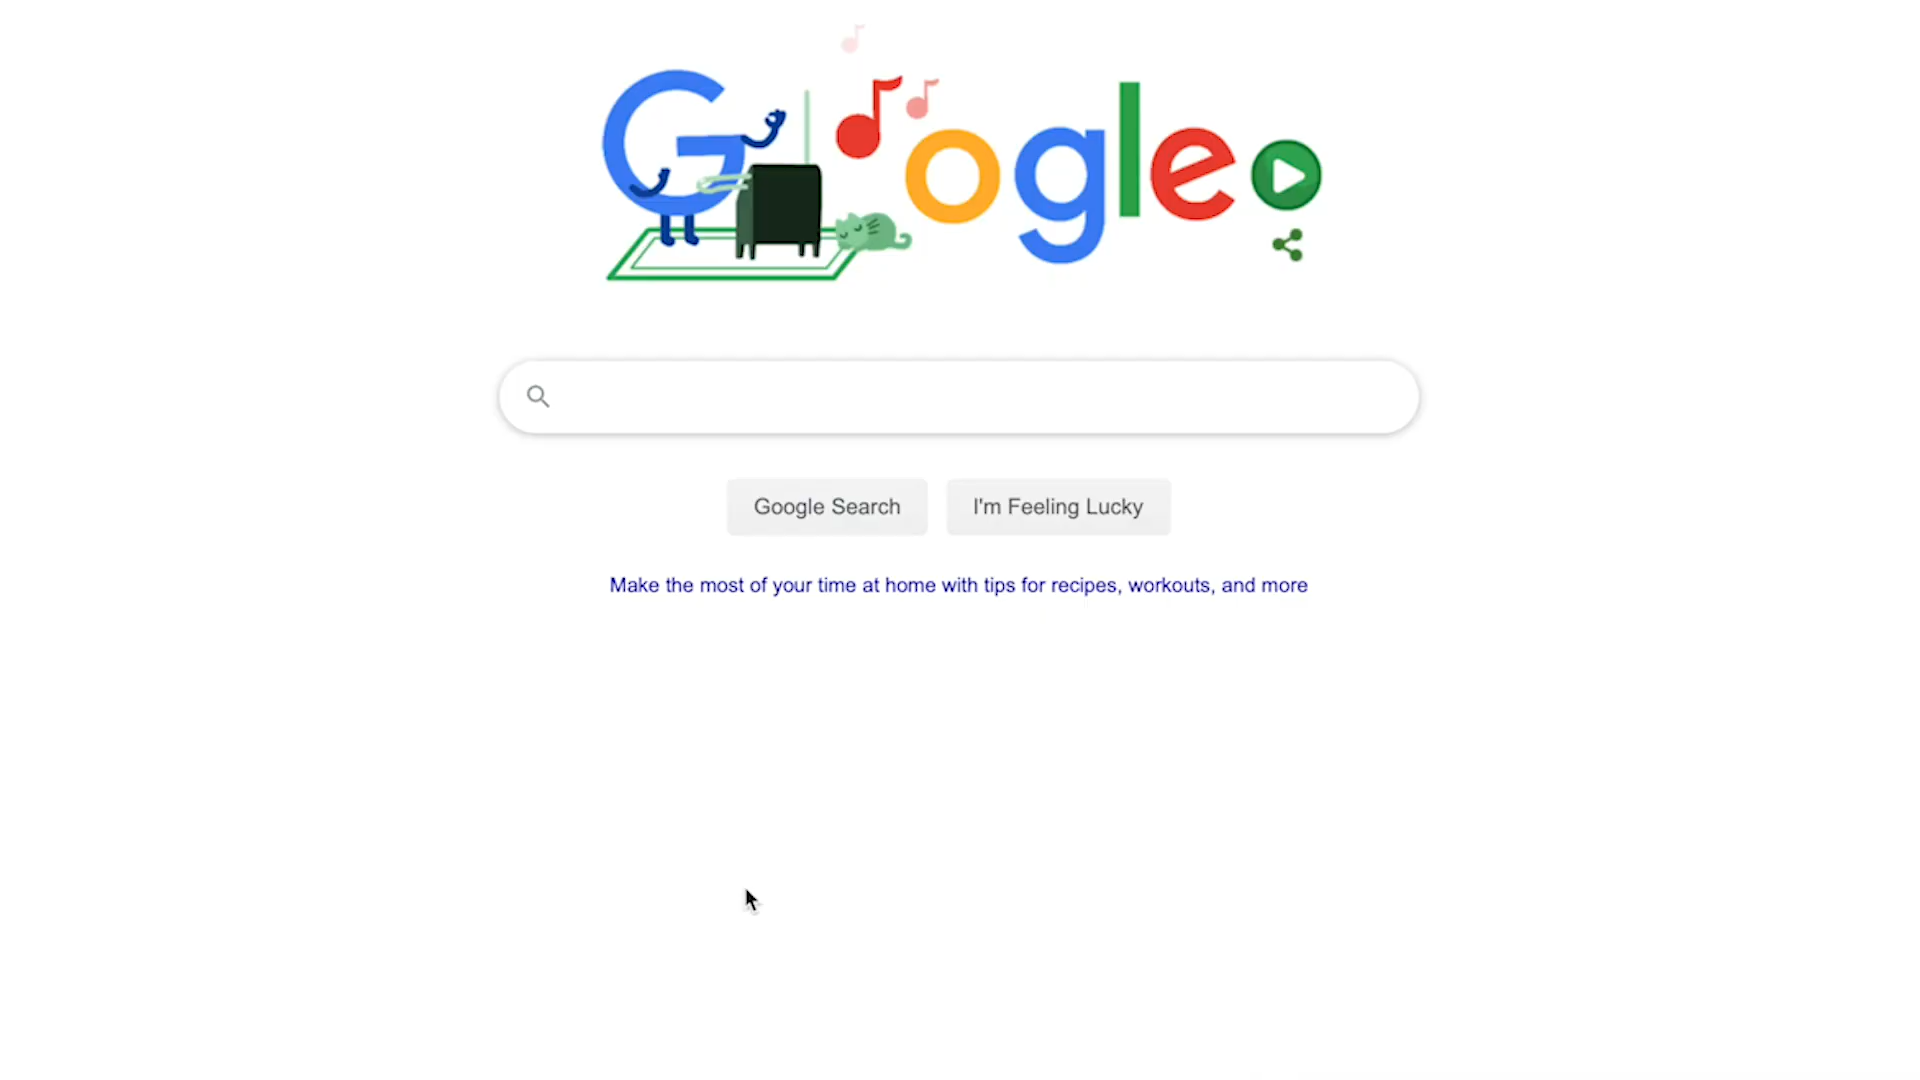 Google
Google Search
I'm Feeling Lucky
Make the most of your time at home with tips for recipes, workouts, and more